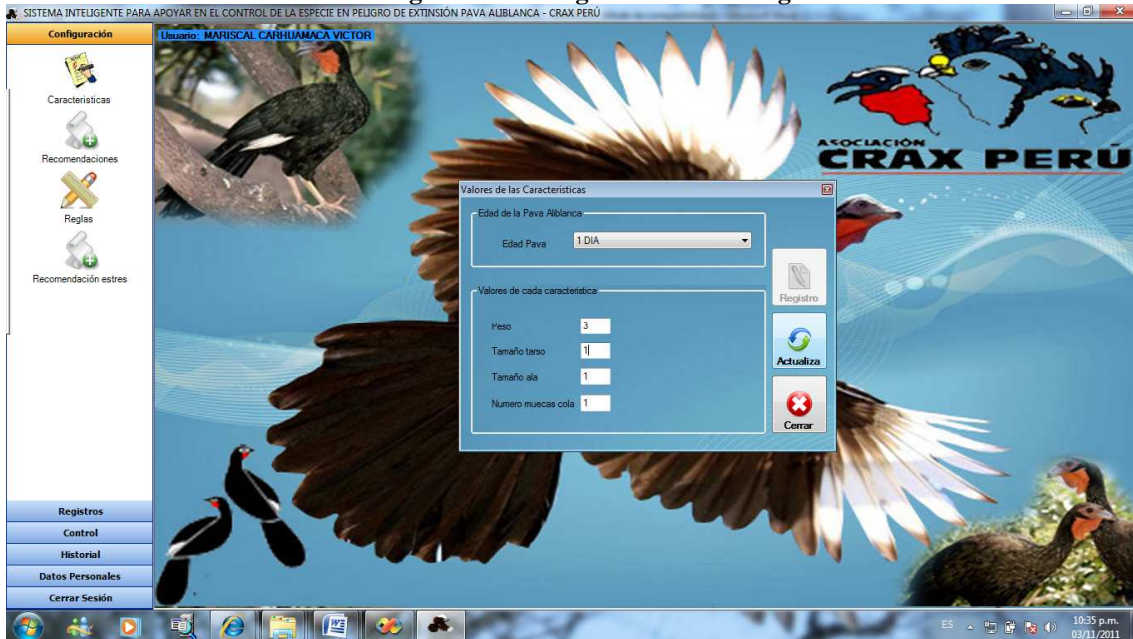 SISTEMA INTELIGENTE PARA APOYAR EN EL CONTROL DE LA ESPECIE EN PELIGRO DE EXTINSIÓN PAVA ALIBLANCA - CRAX PERÚ
Configuración
Usuario: MARISCAL CARHUAMACA VICTOR
Caracteristicas
Recomendaciones
Reglas
Recomendación estres
ASOCIACIÓN
CRAX PERÚ
Valores de las Caracteristicas
Edad de la Pava Aliblanca
Edad Pava 1 DIA
Valores de cada caracteristica
Peso 3
Tamaño tarso 1
Tamaño ala 1
Numero muecas cola 1
Registro
Actualiza
Cerrar
Registros
Control
Historial
Datos Personales
Cerrar Sesión
ES
10:35 p.m.
03/11/2011